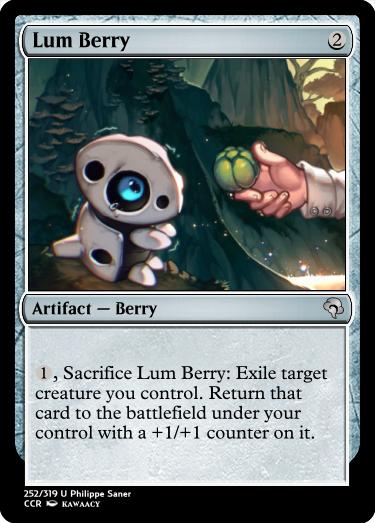 Lum Berry 2
Artifact — Berry
1, Sacrifice Lum Berry: Exile target
creature you control. Return that
card to the battlefield under your
control with a +1/+1 counter on it.
252/319 U Philippe Saner
CCR KAWAACY